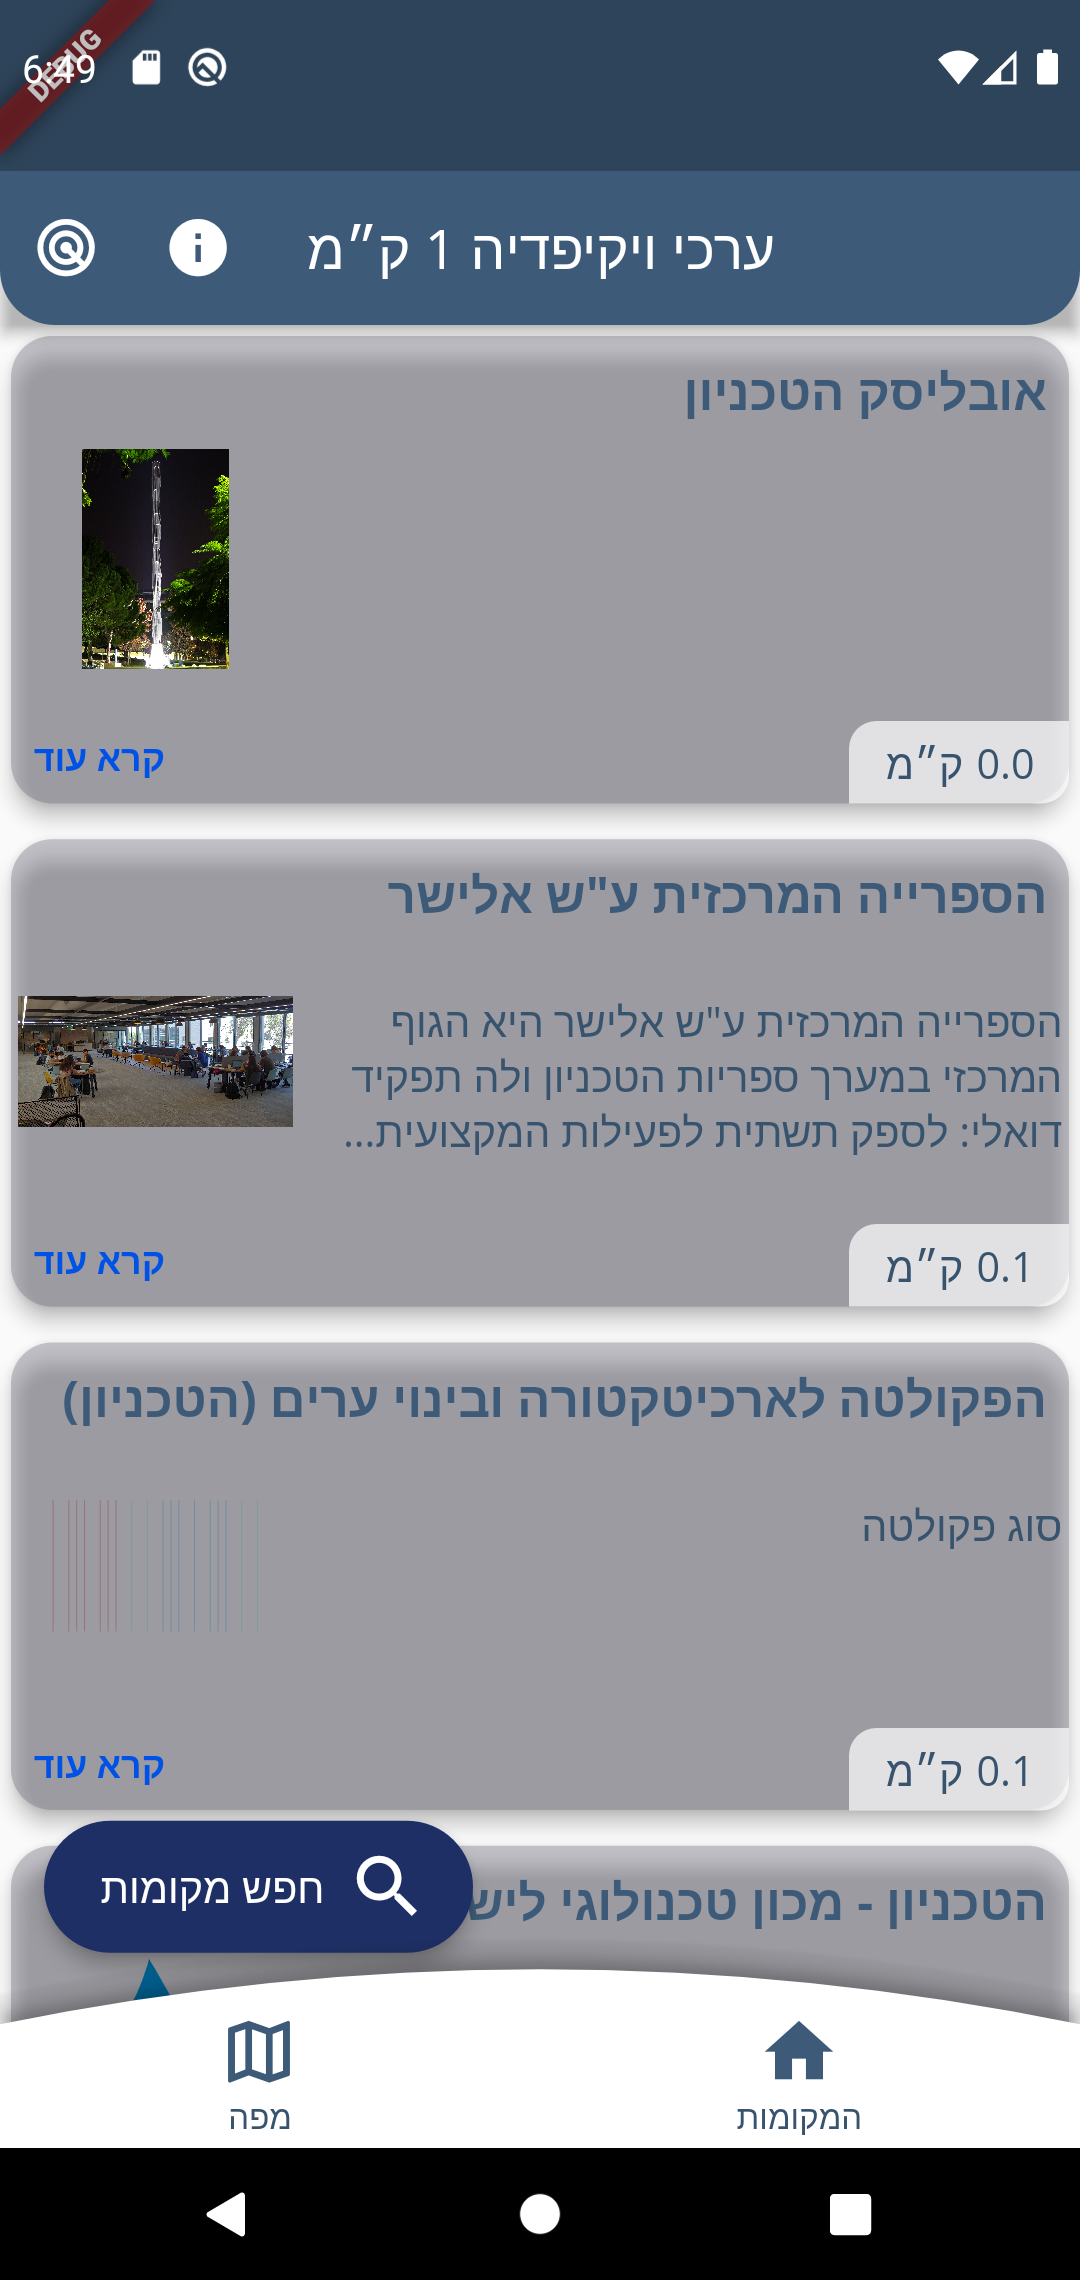 6:49
DEBUG
ערכי ויקיפדיה 1 ק״מ
אובליסק הטכניון
קרא עוד
0.0 ק״מ
הספרייה המרכזית ע"ש אלישר
הספרייה המרכזית ע"ש אלישר היא הגוף
המרכזי במערך ספריות הטכניון ולה תפקיד
דואלי: לספק תשתית לפעילות המקצועית...
קרא עוד
0.1 ק״מ
הפקולטה לארכיטקטורה ובינוי ערים (הטכניון)
סוג פקולטה
קרא עוד
0.1 ק״מ
הטכניון - מכון טכנולוגי ליש
חפש מקומות
המקומות
מפה